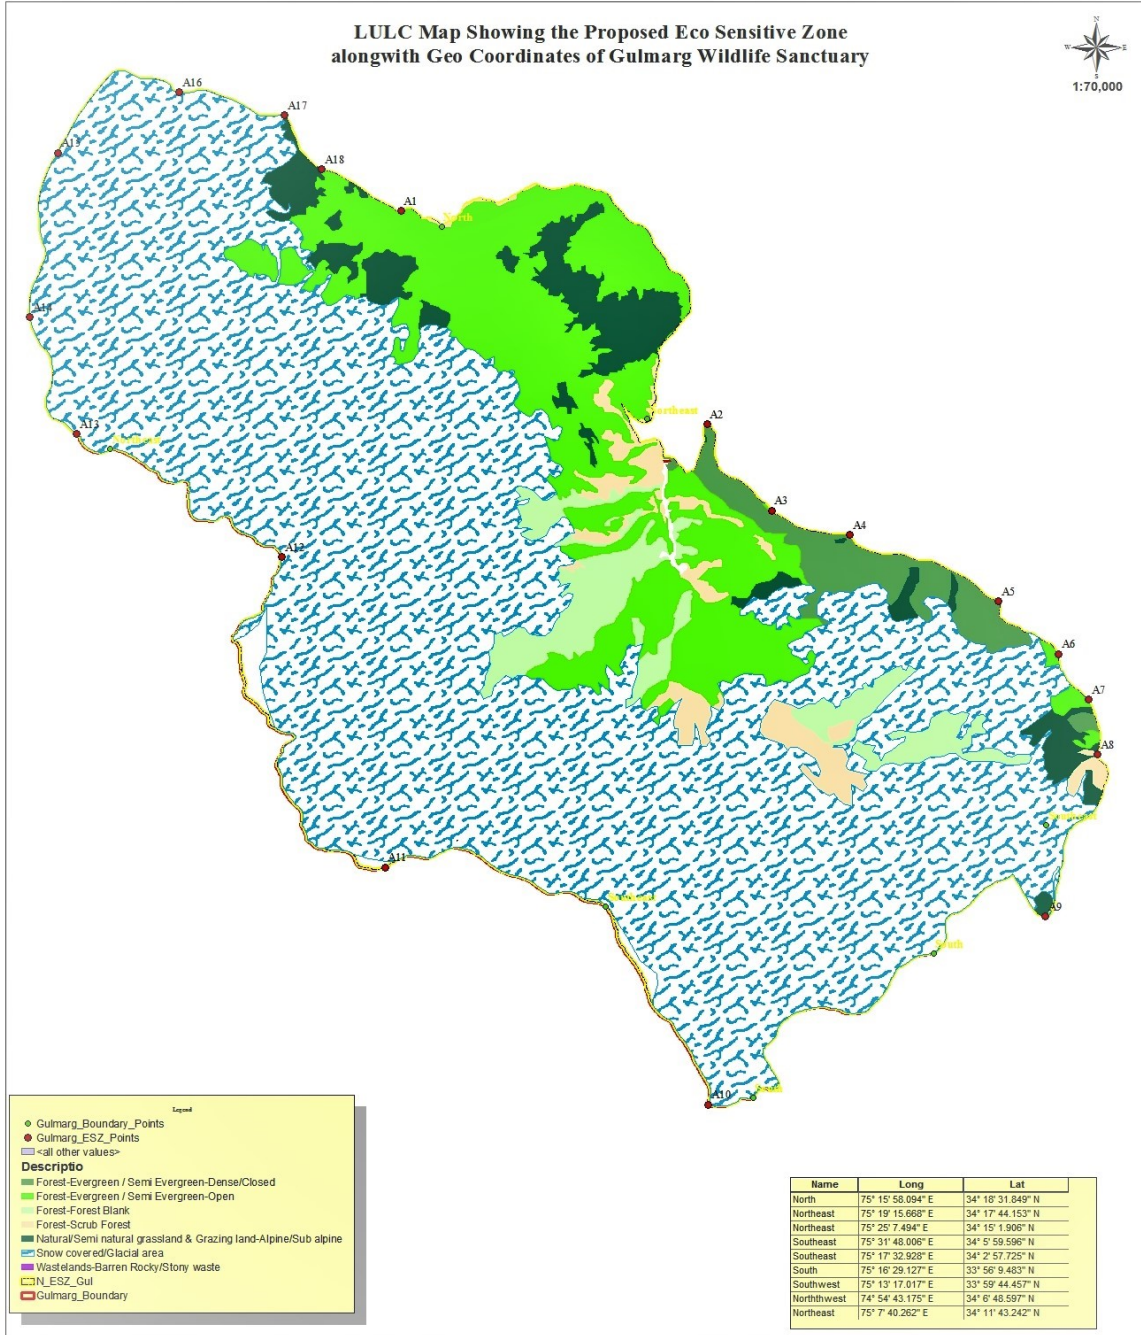 LULC Map Showing the Proposed Eco Sensitive Zone
alongwith Geo Coordinates of Gulmarg Wildlife Sanctuary
N
W E
S
1:70,000
A16
A17
A15
A18
A1
North
A14
Northeast
A2
A13
A3
A4
A12
A5
A6
A7
A8
A11
A9
South
A10
Legend
Gulmarg_Boundary_Points
Gulmarg_ESZ_Points
<all other values>
Descriptio
Forest-Evergreen / Semi Evergreen-Dense/Closed
Forest-Evergreen / Semi Evergreen-Open
Forest-Forest Blank
Forest-Scrub Forest
Natural/Semi natural grassland & Grazing land-Alpine/Sub alpine
Snow covered/Glacial area
Wastelands-Barren Rocky/Stony waste
N_ESZ_Gul
Gulmarg_Boundary
Name Long Lat
North 75° 15' 58.094" E 34° 18' 31.849" N
Northeast 75° 19' 15.668" E 34° 17' 44.153" N
Northeast 75° 25' 7.494" E 34° 15' 1.906" N
Southeast 75° 31' 48.006" E 34° 5' 59.596" N
Southeast 75° 17' 32.928" E 34° 2' 57.725" N
South 75° 16' 29.127" E 33° 56' 9.483" N
Southwest 75° 13' 17.017" E 33° 59' 44.457" N
Noriththwest 74° 54' 43.175" E 34° 6' 48.597" N
Northeast 75° 7' 40.262" E 34° 11' 43.242" N